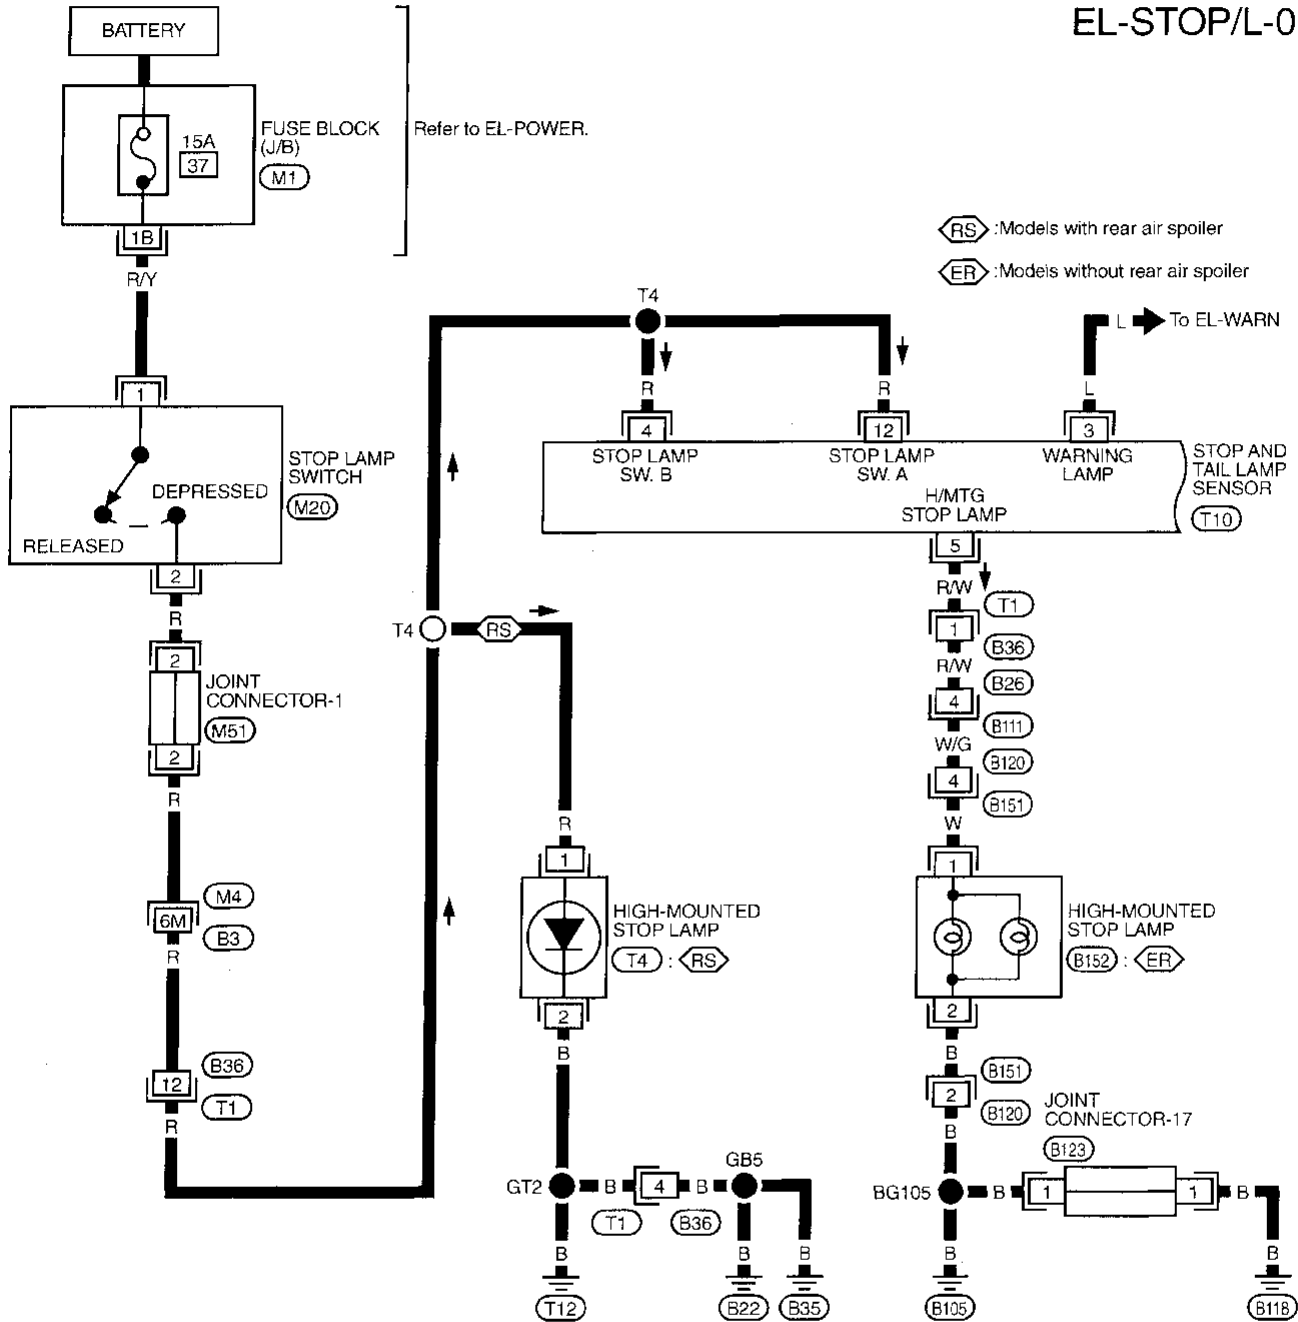 EL-STOP/L-0
BATTERY
15A
37
FUSE BLOCK
(J/B)
M1
Refer to EL-POWER.
1B
R/Y
RS :Models with rear air spoiler
ER :Models without rear air spoiler
T4
L To EL-WARN
R
R
L
1
4
12
3
STOP LAMP
SWITCH
M20
DEPRESSED
RELEASED
STOP LAMP
SW. B
STOP LAMP
SW. A
WARNING
LAMP
H/MTG
STOP LAMP
STOP AND
TAIL LAMP
SENSOR
T10
2
R
5
R/W
T1
1
B36
R/W
B26
4
B111
W/G
B120
4
B151
W
T4
RS
2
JOINT
CONNECTOR-1
M51
2
R
R
1
1
M4
6M
B3
R
HIGH-MOUNTED
STOP LAMP
T4 : RS
HIGH-MOUNTED
STOP LAMP
B152 : ER
2
B
2
B
B36
12
T1
R
B151
2
B120
B
JOINT
CONNECTOR-17
B123
GT2
B
4
B
GB5
T1
B36
BG105
B
1
1
B
B
B
B
B
B
T12
B22
B35
B105
B118